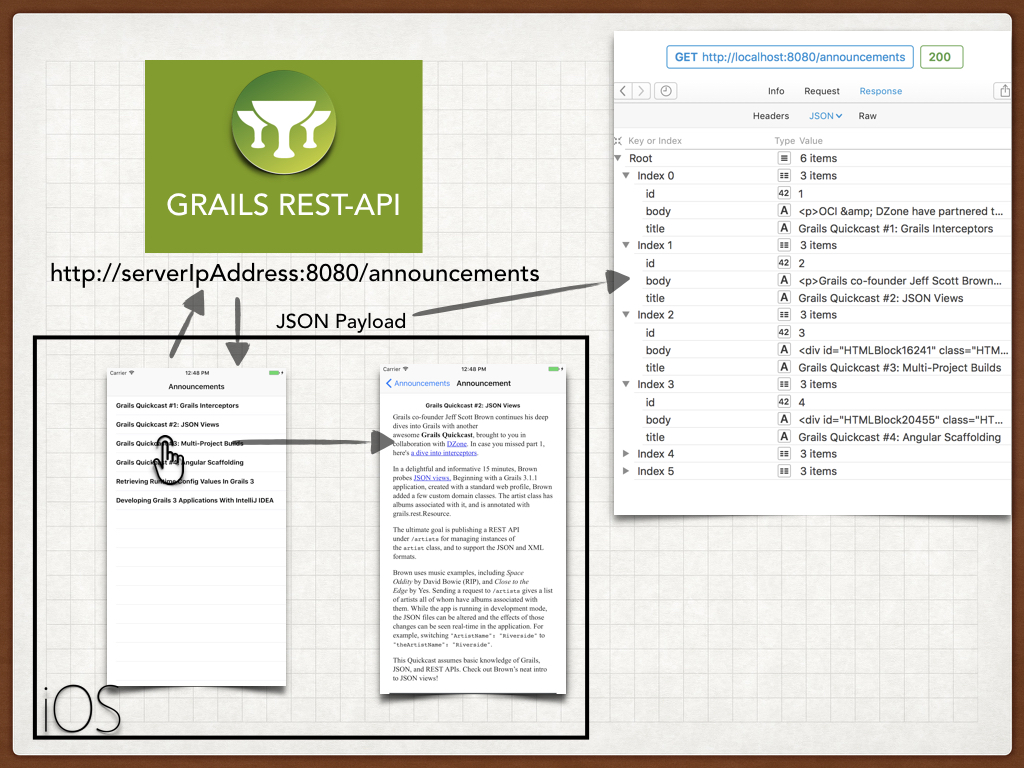 GRAILS REST-API
http://serverIpAddress:8080/announcements
JSON Payload
Carrier 12:48 PM
Announcements
Grails Quickcast #1: Grails Interceptors
Grails Quickcast #2: JSON Views
Grails Quickcast #3: Multi-Project Builds
Grails Quickcast #4: Angular Scaffolding
Retrieving Runtime Config Values In Grails 3
Developing Grails 3 Applications With IntelliJ IDEA
iOS
Carrier 12:48 PM
Announcements Announcement
Grails Quickcast #2: JSON Views
Grails co-founder Jeff Scott Brown continues his deep
dives into Grails with another
awesome Grails Quickcast, brought to you in
collaboration with DZone. In case you missed part 1,
here's a dive into interceptors.
In a delightful and informative 15 minutes, Brown
probes JSON views. Beginning with a Grails 3.1.1
application, created with a standard web profile, Brown
added a few custom domain classes. The artist class has
albums associated with it, and is annotated with
grails.rest.Resource.
The ultimate goal is publishing a REST API
under /artists for managing instances of
the artist class, and to support the JSON and XML
formats.
Brown uses music examples, including Space
Oddity by David Bowie (RIP), and Close to the
Edge by Yes. Sending a request to /artists gives a list
of artists all of whom have albums associated with
them. While the app is running in development mode,
the JSON files can be altered and the effects of those
changes can be seen real-time in the application. For
example, switching "ArtistName": "Riverside" to
"theArtistName": "Riverside".
This Quickcast assumes basic knowledge of Grails,
JSON, and REST APIs. Check out Brown's neat intro
to JSON views!
GET http://localhost:8080/announcements 200
Info Request Response
Headers JSON Raw
Key or Index Type Value
Root 6 items
Index 0 3 items
id 42 1
body A <p>OCI &amp; DZone have partnered t...
title A Grails Quickcast #1: Grails Interceptors
Index 1 3 items
id 42 2
body A <p>Grails co-founder Jeff Scott Brown...
title A Grails Quickcast #2: JSON Views
Index 2 3 items
id 42 3
body A <div id="HTMLBlock16241" class="HTM...
title A Grails Quickcast #3: Multi-Project Builds
Index 3 3 items
id 42 4
body A <div id="HTMLBlock20455" class="HT...
title A Grails Quickcast #4: Angular Scaffolding
Index 4 3 items
Index 5 3 items